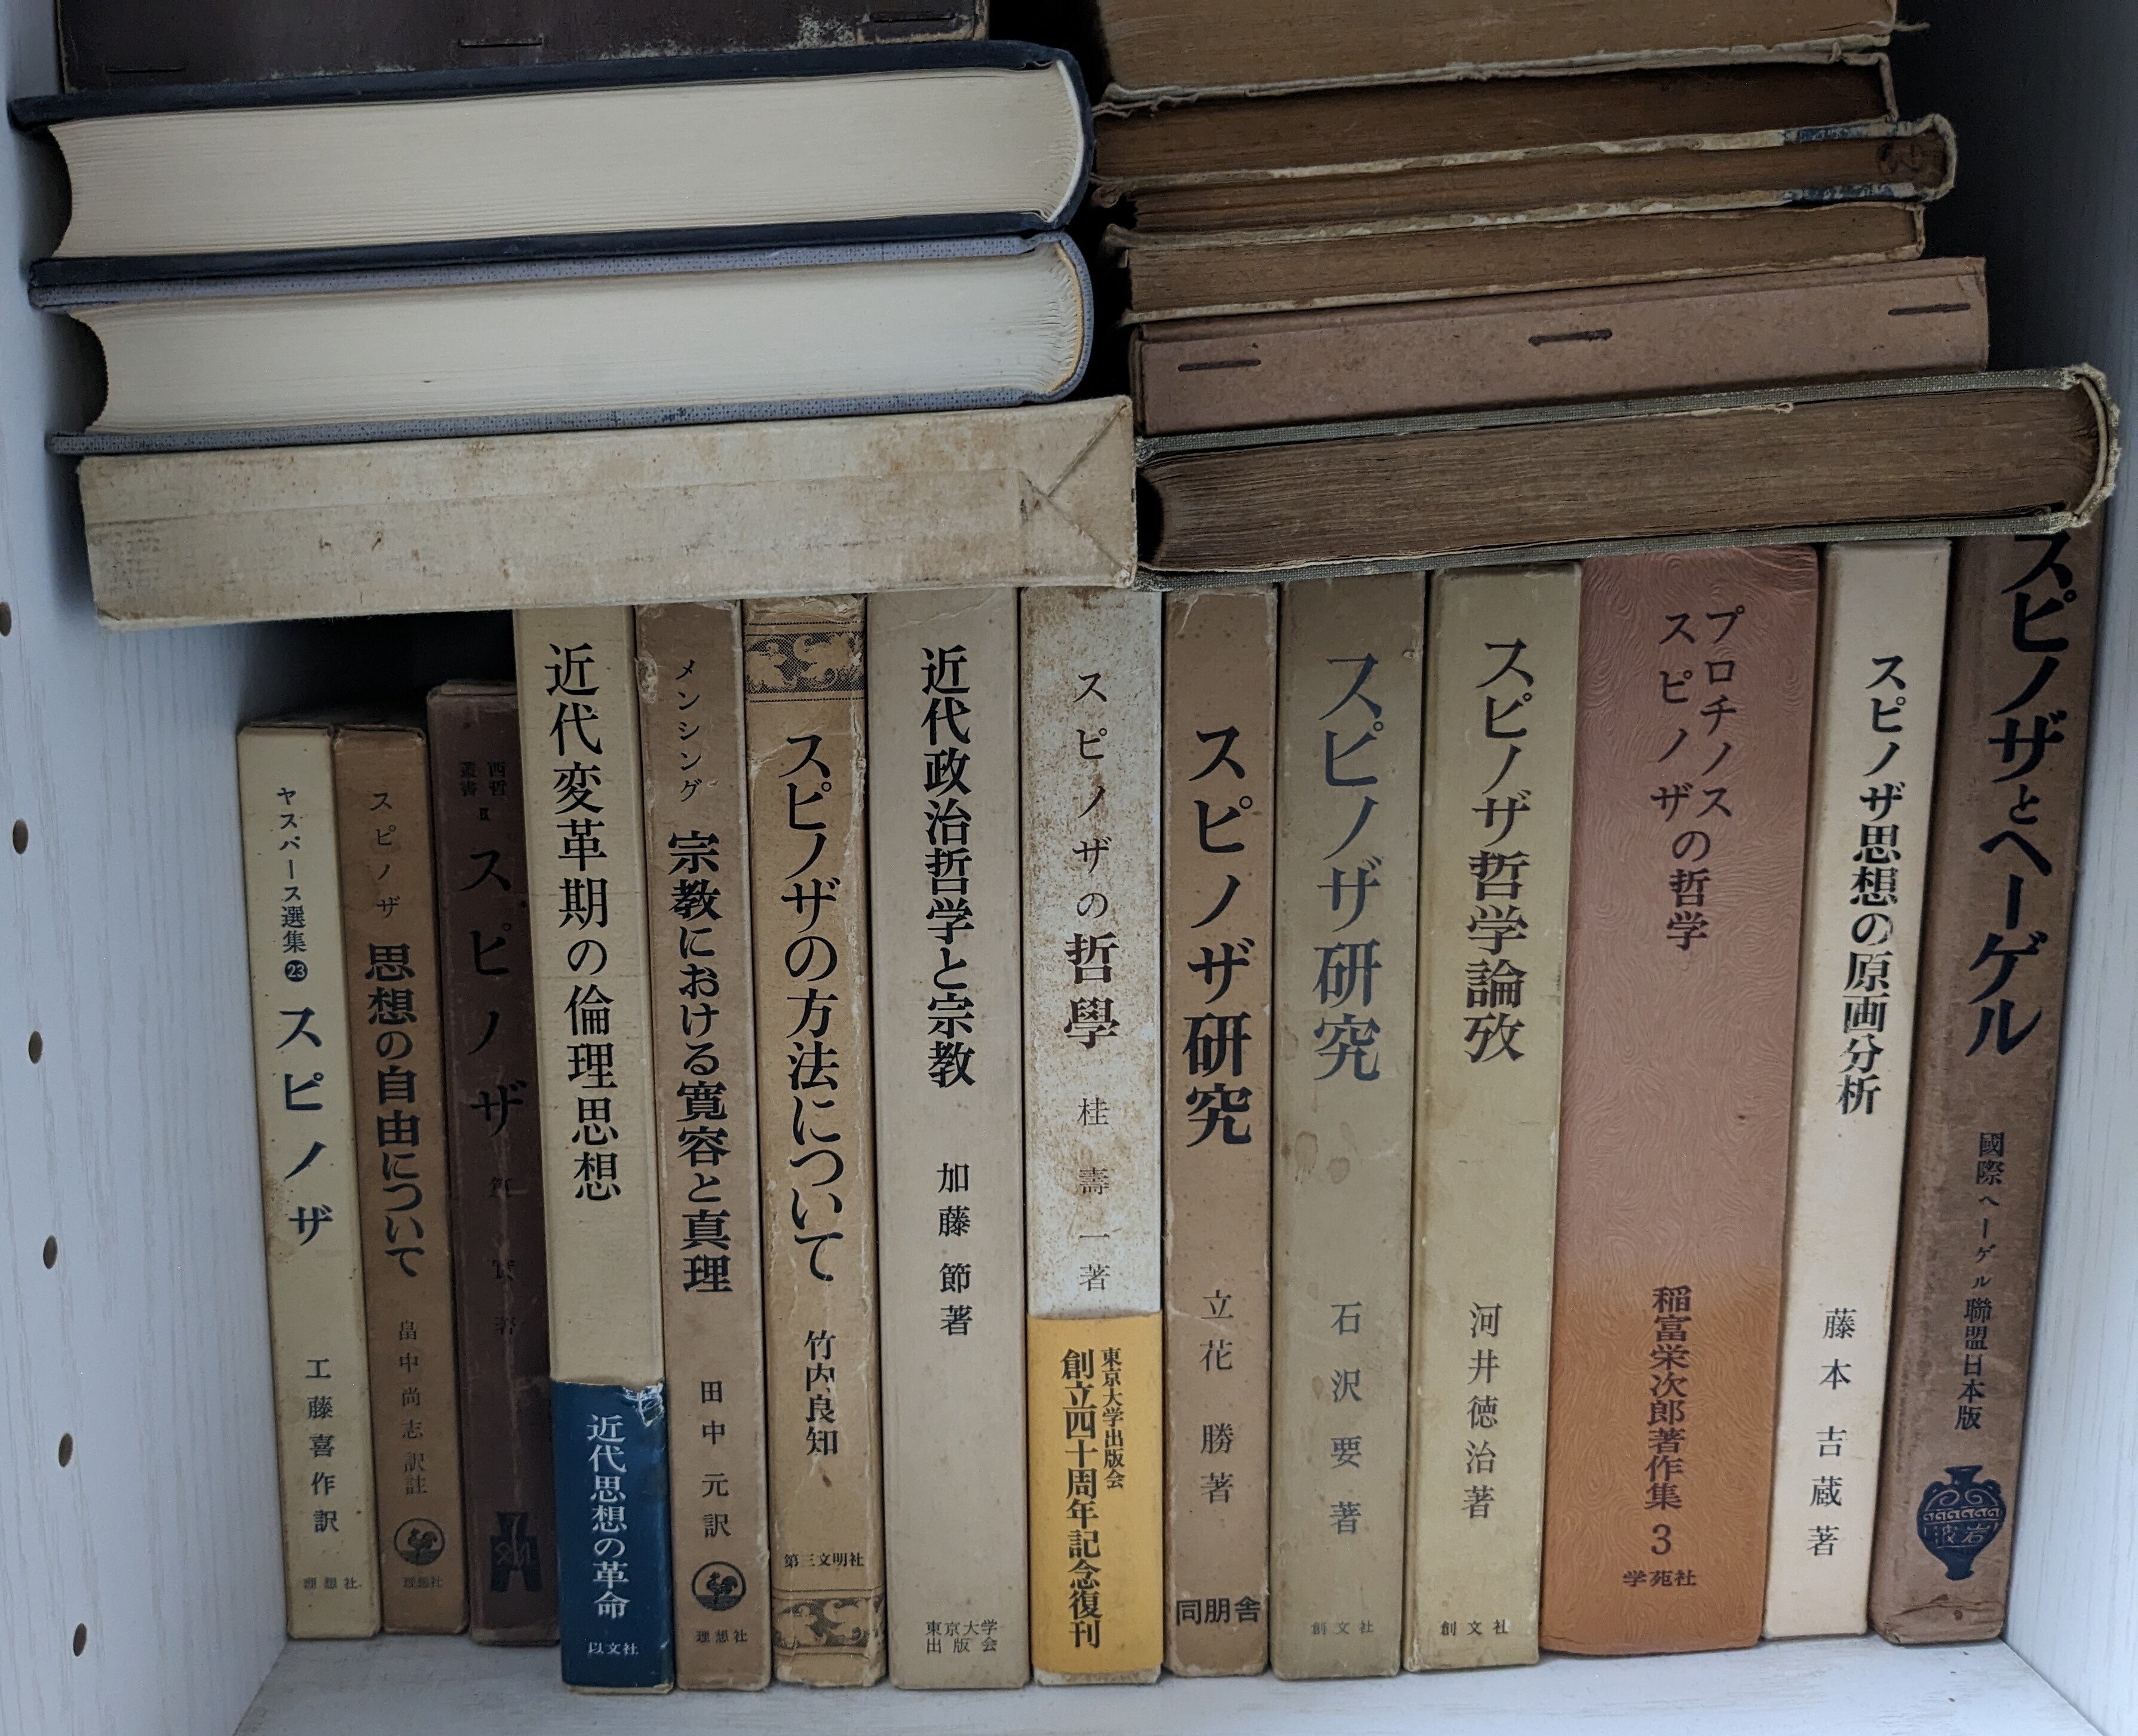 ヤスパース選集23
スピノザ
工藤喜作訳
理想社
スピノザ
思想の自由について
畠中尚志訳註
理想社
西哲
叢書
スピノザ
著
近代変革期の倫理思想
近代思想の革命
以文社
メンシング
宗教における寛容と真理
田中元訳
理想社
スピノザの方法について
竹内良知
第三文明社
近代政治哲学と宗教
加藤節著
東京大学
出版会
スピノザの哲學
桂壽一著
東京大学出版会
創立四十周年記念復刊
スピノザ研究
立花勝著
同朋舎
スピノザ研究
石沢要著
創文社
スピノザ哲学論攷
河井徳治著
創文社
プロチノス
スピノザの哲学
稲富栄次郎著作集
3
学苑社
スピノザ思想の原画分析
藤本吉蔵著
スピノザとヘーゲル
國際ヘーゲル聯盟日本版
岩波